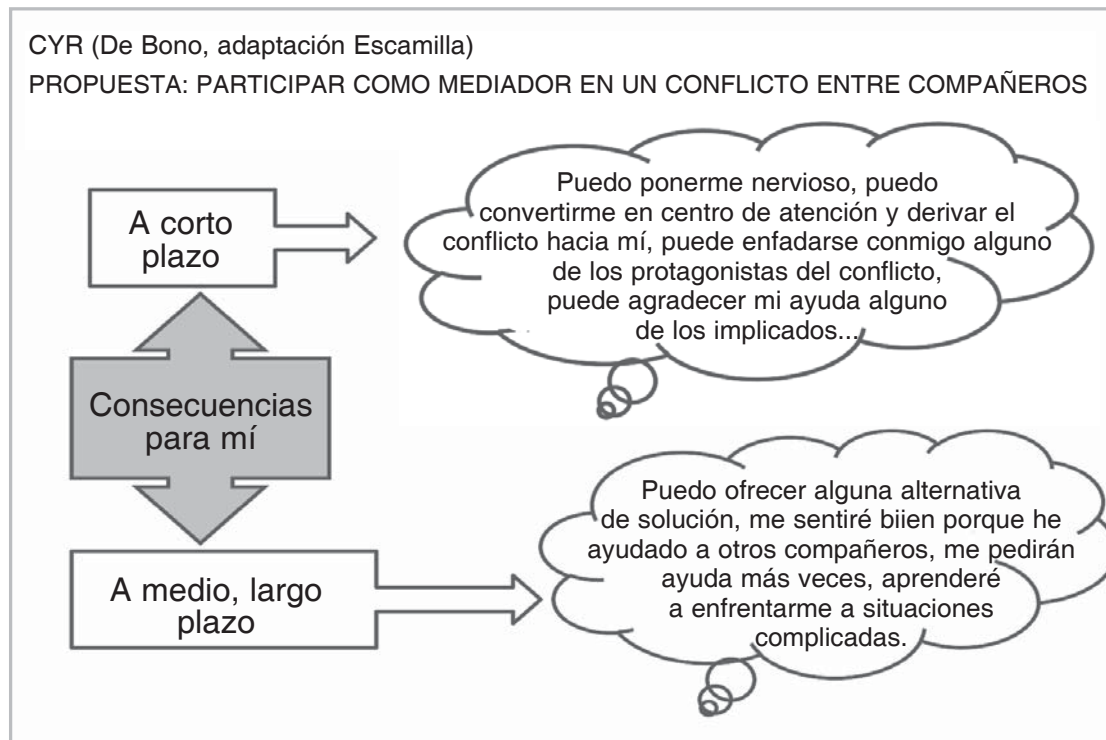 CYR (De Bono, adaptación Escamilla)
PROPUESTA: PARTICIPAR COMO MEDIADOR EN UN CONFLICTO ENTRE COMPAÑEROS
A corto
plazo
Puedo ponerme nervioso, puedo
convertirme en centro de atención y derivar el
conflicto hacia mí, puede enfadarse conmigo alguno
de los protagonistas del conflicto,
puede agradecer mi ayuda alguno
de los implicados...
Consecuencias
para mí
A medio, largo
plazo
Puedo ofrecer alguna alternativa
de solución, me sentiré biien porque he
ayudado a otros compañeros, me pedirán
ayuda más veces, aprenderé
a enfrentarme a situaciones
complicadas.